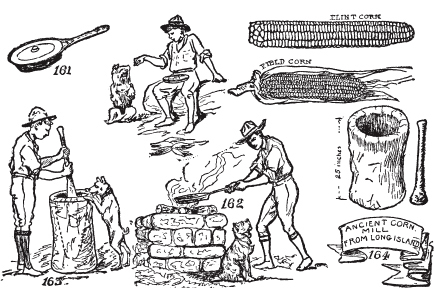 FLINT CORN
161
FIELD CORN
25 inches
162
ANCIENT CORN
MILL
FROM LONG ISLAND
164
163